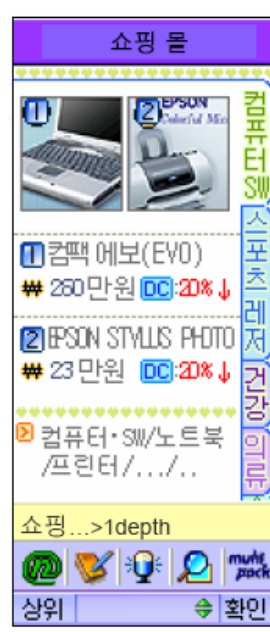 쇼핑 몰
1
2
EPSON
Colorful Mix
컴퓨터 SW
스포츠 레저
건강
의류
1 컴팩 에보(EVO)
₩ 260만원 DC:20%↓
2 EPSON STYLUS PHOTO
₩ 23만원 DC:20%↓
컴퓨터·SW/노트북
/프린터/.../..
쇼핑...>1depth
multi pack
상위
확인